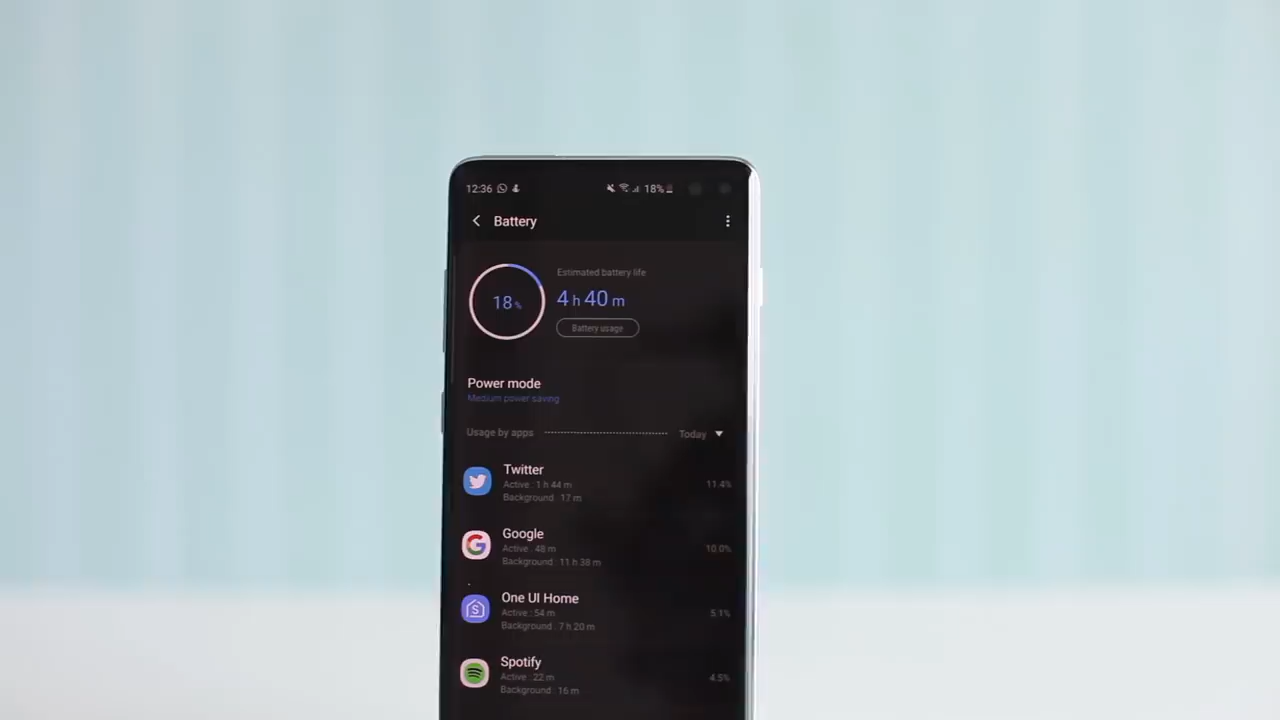 12:36 18%
Battery
Estimated battery life
18%
4 h 40 m
Battery usage
Power mode
Medium power saving
Usage by apps Today
Twitter
Active : 1 h 44 m
11.4%
Background : 17 m
Google
Active : 48 m
10.0%
Background : 11 h 38 m
One UI Home
Active : 54 m
5.1%
Background : 7 h 20 m
Spotify
Active : 22 m
4.5%
Background : 16 m